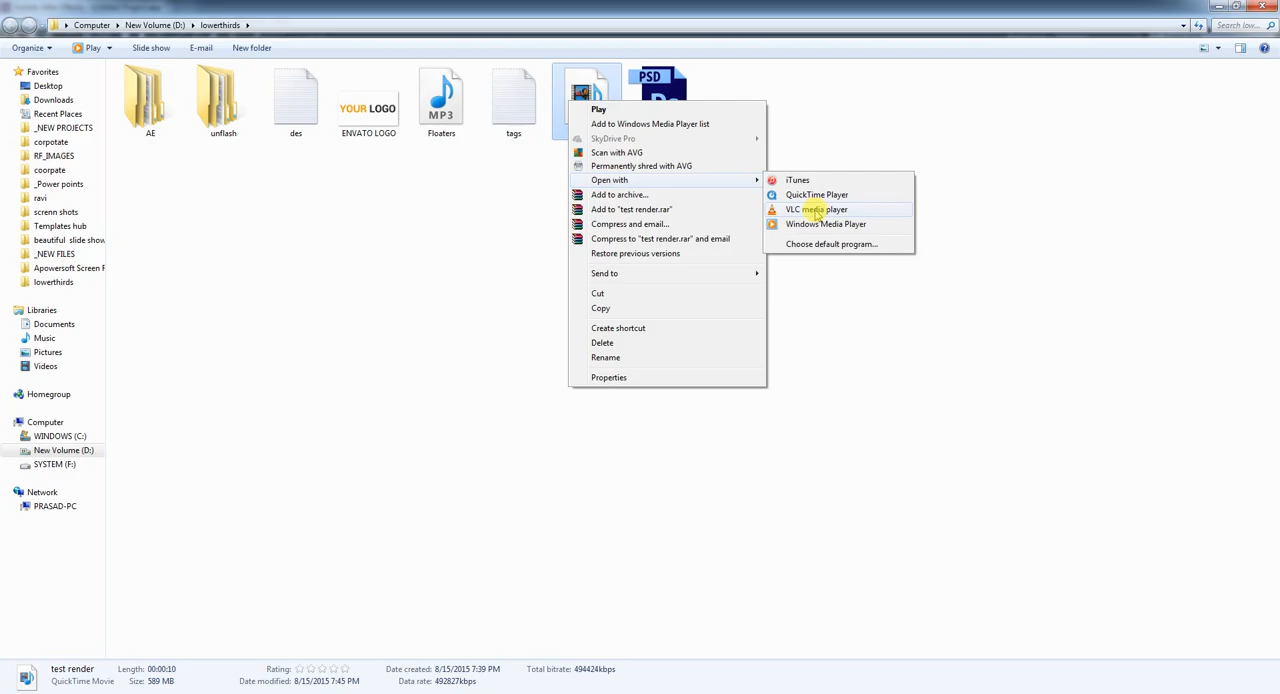 Computer ▸ New Volume (D:) ▸ lowerthirds ▸
Search low...
Organize ▾ Play ▾ Slide show E-mail New folder
Favorites
Desktop
Downloads
Recent Places
_NEW PROJECTS
corpotate
RF_IMAGES
coorpate
_Power points
ravi
screnn shots
Templates hub
beautiful slide show
_NEW FILES
Apowersoft Screen F
lowerthirds
Libraries
Documents
Music
Pictures
Videos
Homegroup
Computer
WINDOWS (C:)
New Volume (D:)
SYSTEM (F:)
Network
PRASAD-PC
AE
unflash
des
YOUR LOGO
ENVATO LOGO
MP3
Floaters
tags
PSD
Play
Add to Windows Media Player list
SkyDrive Pro
Scan with AVG
Permanently shred with AVG
Open with
Add to archive...
Add to "test render.rar"
Compress and email...
Compress to "test render.rar" and email
Restore previous versions
Send to
Cut
Copy
Create shortcut
Delete
Rename
Properties
iTunes
QuickTime Player
VLC media player
Windows Media Player
Choose default program...
test render Length: 00:00:10 Rating: Date created: 8/15/2015 7:39 PM Total bitrate: 494424kbps
QuickTime Movie Size: 589 MB Date modified: 8/15/2015 7:45 PM Data rate: 492827kbps